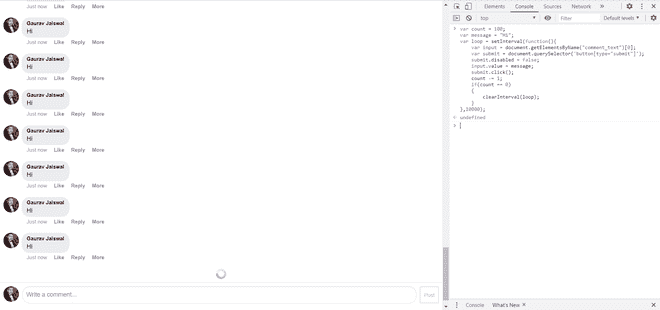 Just now Like Reply More
Gaurav Jaiswal
Hi
Just now Like Reply More
Gaurav Jaiswal
Hi
Just now Like Reply More
Gaurav Jaiswal
Hi
Just now Like Reply More
Gaurav Jaiswal
Hi
Just now Like Reply More
Gaurav Jaiswal
Hi
Just now Like Reply More
Gaurav Jaiswal
Hi
Just now Like Reply More
Gaurav Jaiswal
Hi
Just now Like Reply More
Write a comment...
Post
Elements Console Sources Network »
top Filter Default levels
> var count = 100;
var message = "Hi";
var loop = setInterval(function(){
var input = document.getElementsByName("comment_text")[0];
var submit = document.querySelector('button[type="submit"]');
submit.disabled = false;
input.value = message;
submit.click();
count -= 1;
if(count == 0)
{
clearInterval(loop);
}
},10000);
undefined
>
Console What's New ×